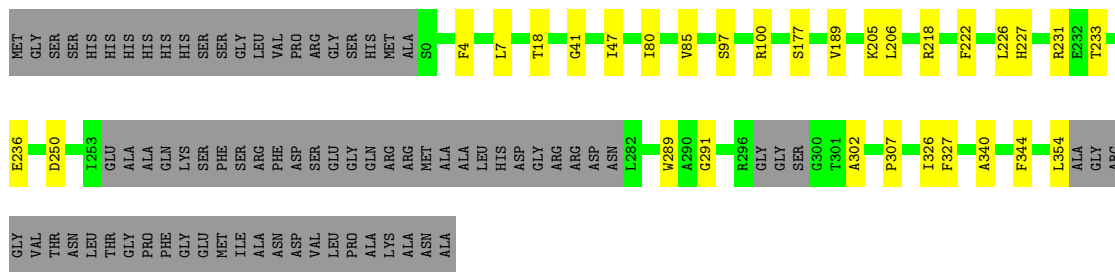 MET GLY SER SER HIS HIS HIS HIS HIS HIS SER SER GLY LEU VAL PRO ARG GLY SER HIS MET ALA S0 F4 L7 T18 G41 I47 I80 V85 S97 R100 S177 V189 K205 L206 R218 F222 L226 H227 R231 E232 T233
E236 D250 I253 GLU ALA ALA GLN LYS SER PHE SER ARG PHE ASP SER GLU GLY GLN ARG ARG MET ALA ALA LEU HIS ASP GLY ARG ARG ASP ASN L282 W289 A290 G291 R296 GLY GLY SER G300 T301 A302 P307 I326 F327 A340 F344 L354 ALA GLY ARG
GLY VAL THR ASN LEU THR GLY PRO PHE GLY GLU MET ILE ALA ASN ASP VAL LEU PRO ALA LYS ALA ASN ALA